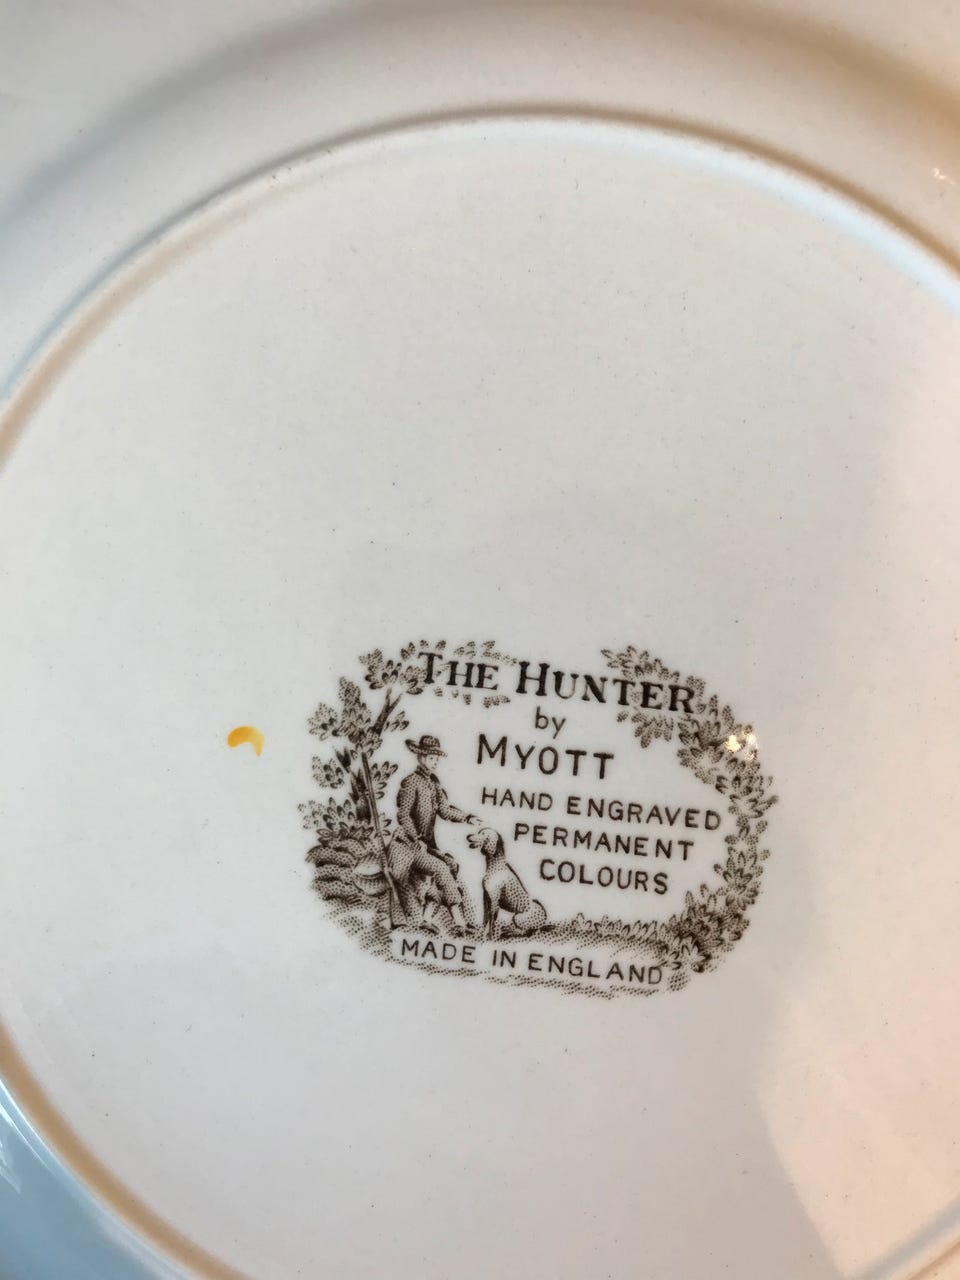 THE HUNTER
by
MYOTT
HAND ENGRAVED
PERMANENT
COLOURS
MADE IN ENGLAND